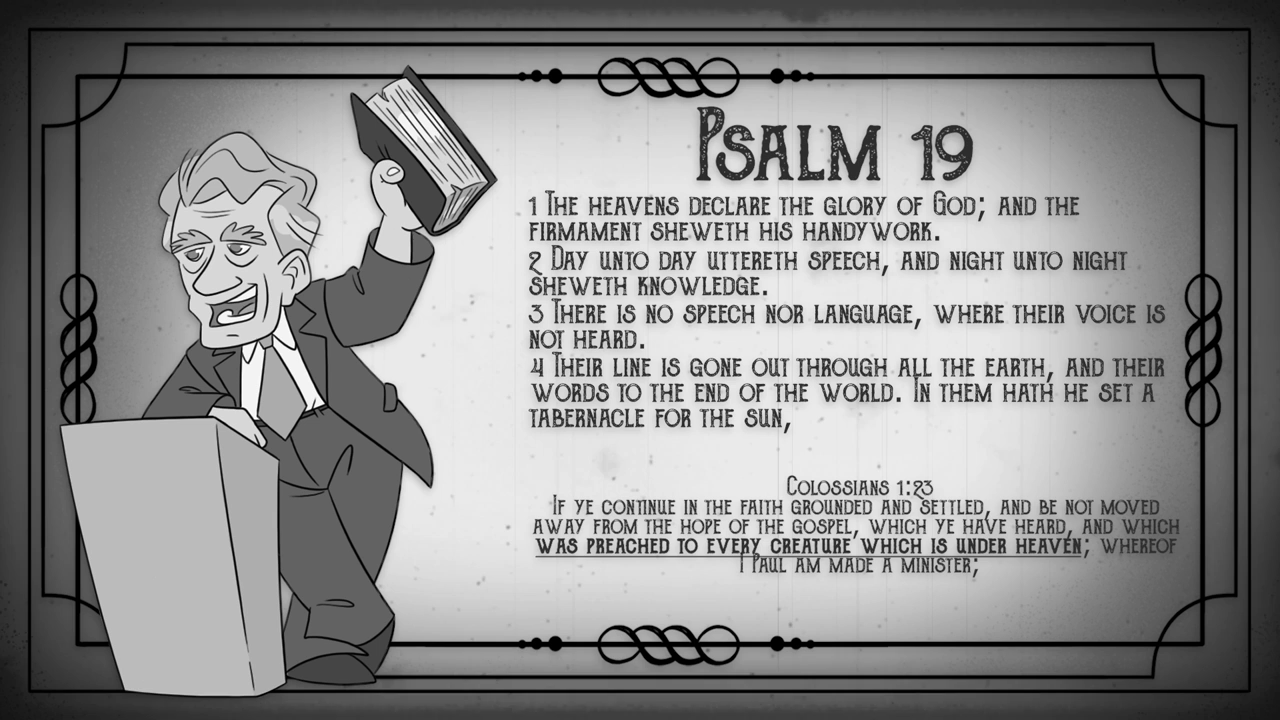 Psalm 19
1 The heavens declare the glory of God; and the
firmament sheweth his handywork.
2 Day unto day uttereth speech, and night unto night
sheweth knowledge.
3 There is no speech nor language, where their voice is
not heard.
4 Their line is gone out through all the earth, and their
words to the end of the world. In them hath he set a
tabernacle for the sun,
Colossians 1:23
If ye continue in the faith grounded and settled, and be not moved
away from the hope of the gospel, which ye have heard, and which
was preached to every creature which is under heaven; whereof
I Paul am made a minister;